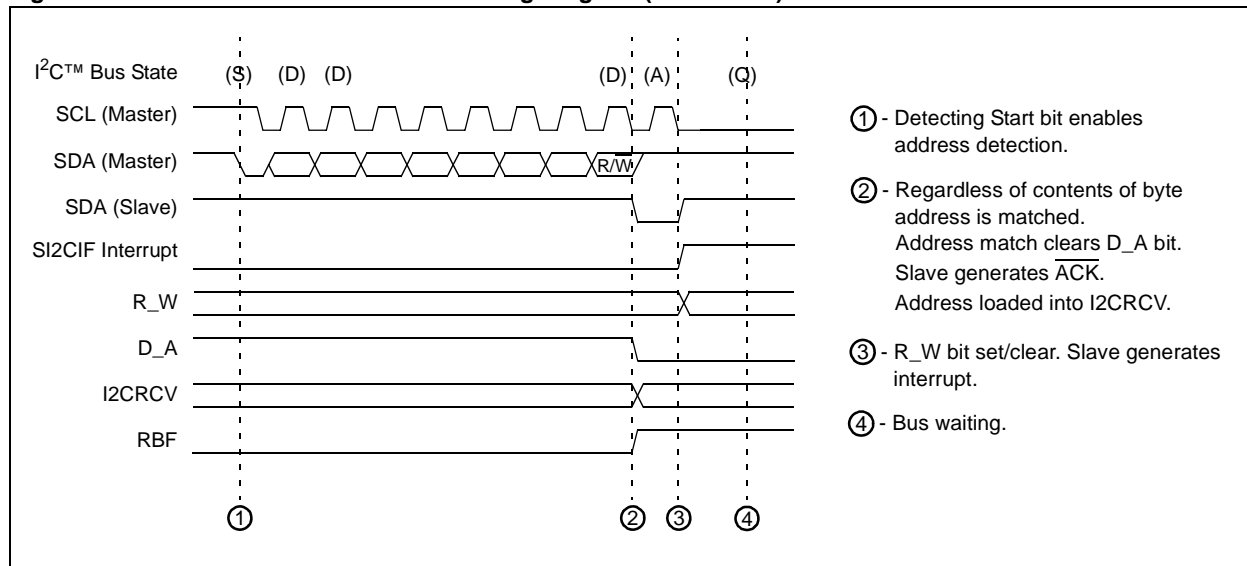 I²C™ Bus State (S) (D) (D) (D) (A) (Q)
SCL (Master)
SDA (Master) R/W̅
SDA (Slave)
SI2CIF Interrupt
R_W
D_A
I2CRCV
RBF
1 2 3 4
① - Detecting Start bit enables
address detection.
② - Regardless of contents of byte
address is matched.
Address match clears D_A bit.
Slave generates A̅C̅K̅.
Address loaded into I2CRCV.
③ - R_W bit set/clear. Slave generates
interrupt.
④ - Bus waiting.